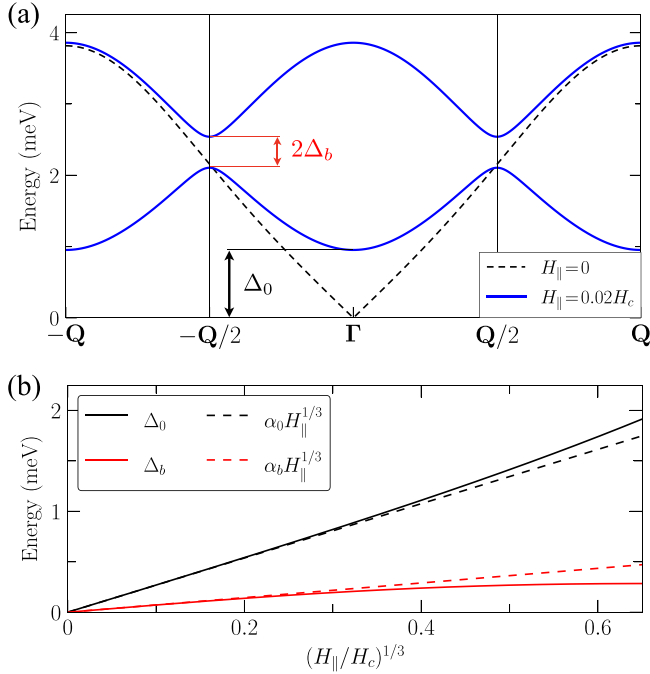 (a)
4
2
0
Energy (meV)
2Δ_b
Δ_0
H_∥=0
H_∥=0.02H_c
−Q
−Q/2
Γ
Q/2
Q
(b)
2
1
0
Energy (meV)
Δ_0
α_0H_∥^{1/3}
Δ_b
α_bH_∥^{1/3}
0
0.2
0.4
0.6
(H_∥/H_c)^{1/3}